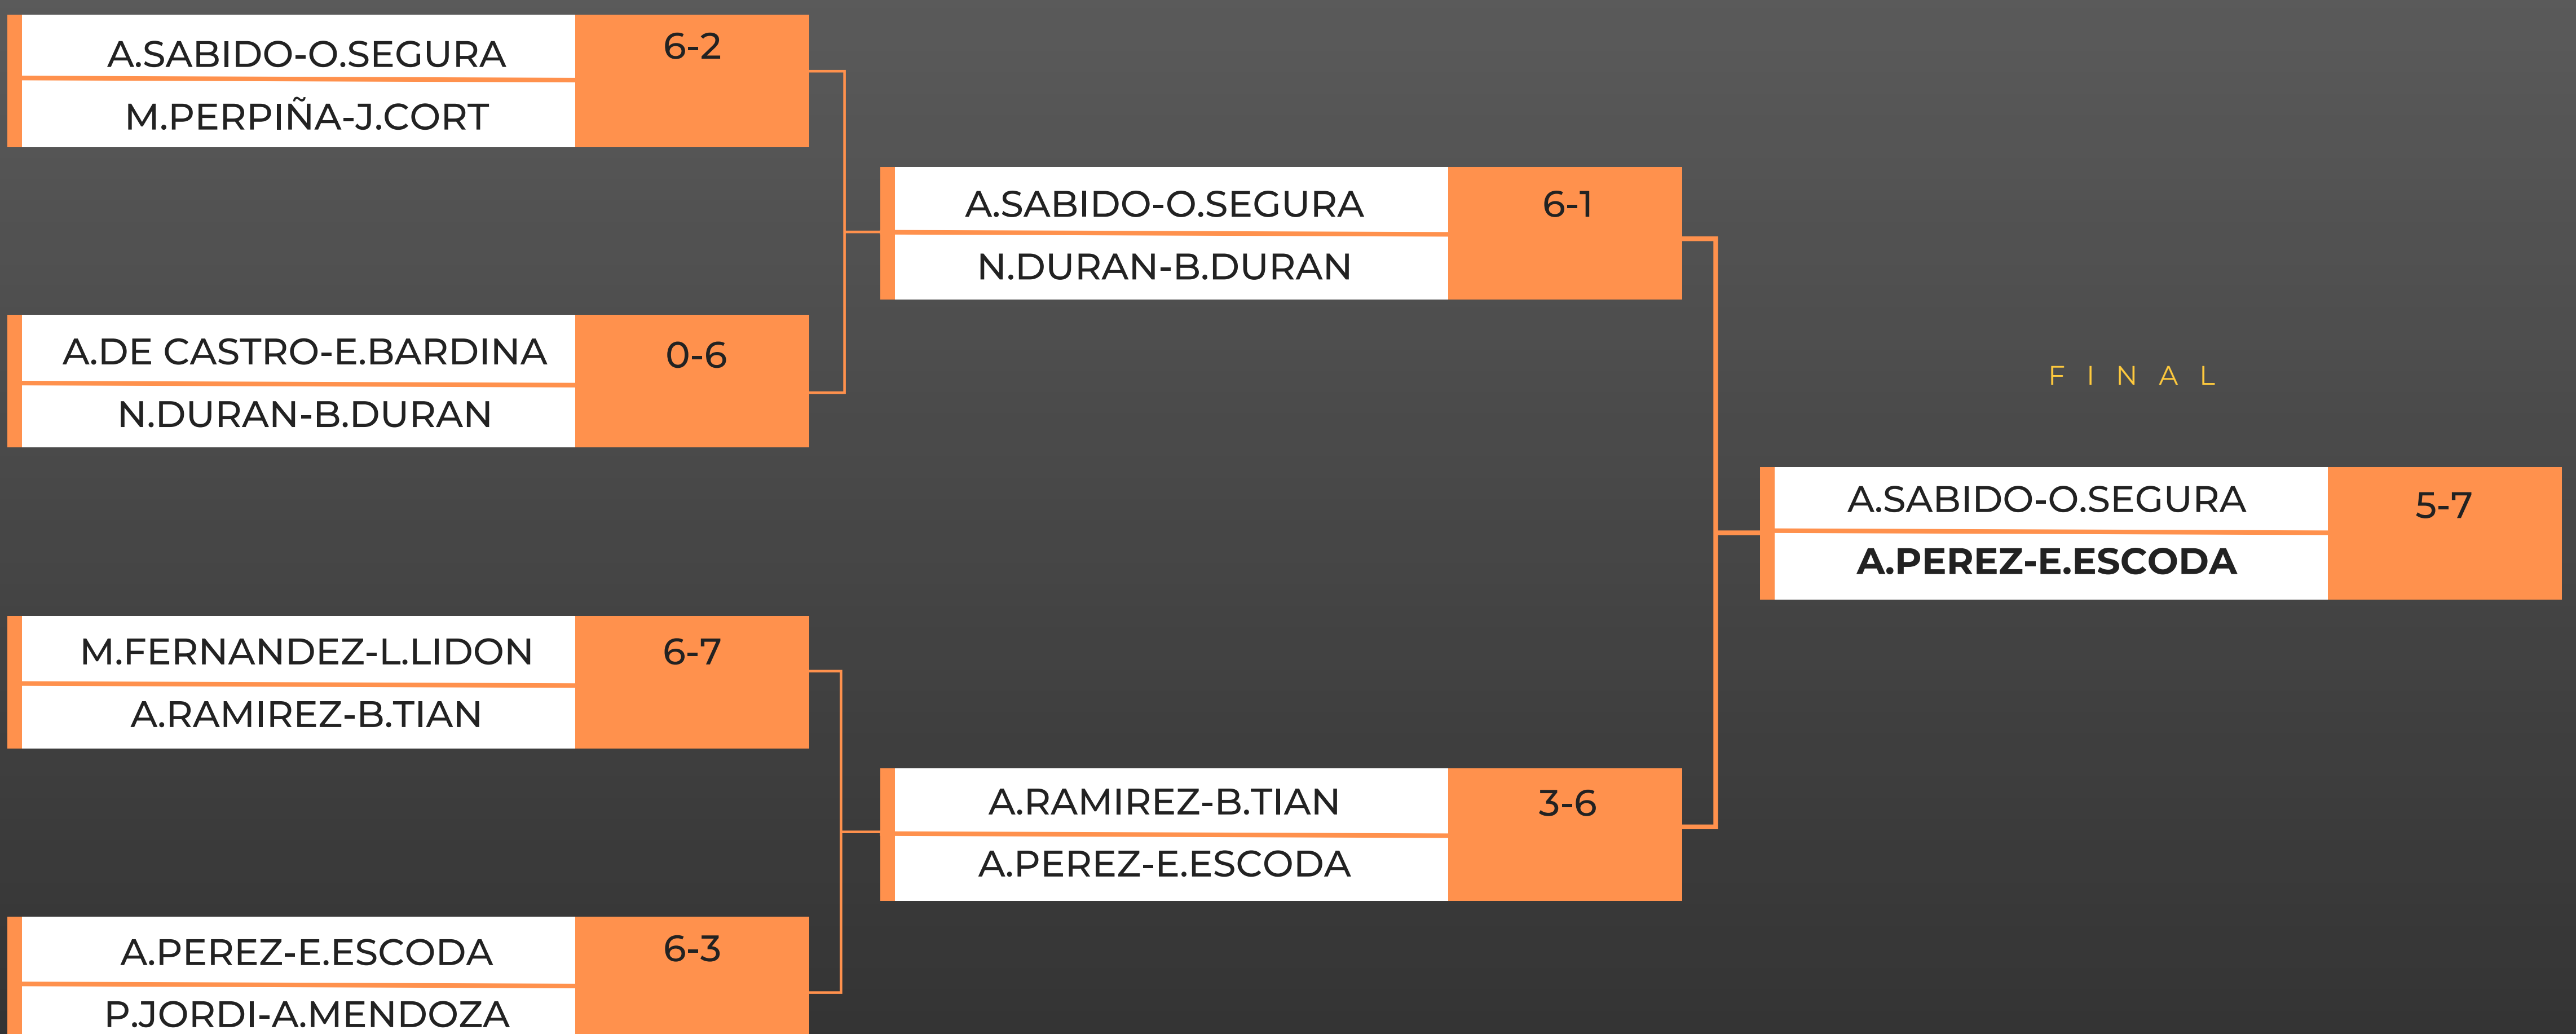 A.SABIDO-O.SEGURA
6-2
M.PERPIÑA-J.CORT
A.DE CASTRO-E.BARDINA
0-6
N.DURAN-B.DURAN
M.FERNANDEZ-L.LIDON
6-7
A.RAMIREZ-B.TIAN
A.PEREZ-E.ESCODA
6-3
P.JORDI-A.MENDOZA
A.SABIDO-O.SEGURA
6-1
N.DURAN-B.DURAN
A.RAMIREZ-B.TIAN
3-6
A.PEREZ-E.ESCODA
FINAL
A.SABIDO-O.SEGURA
5-7
A.PEREZ-E.ESCODA